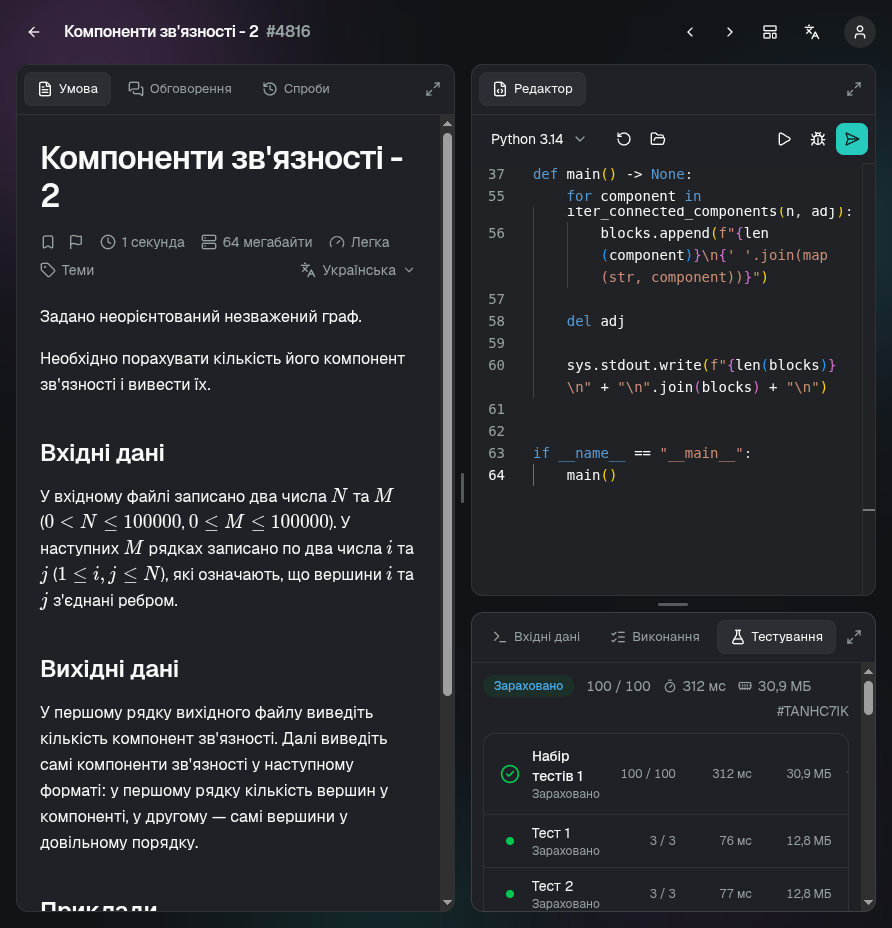 Компоненти зв'язності - 2 #4816
Умова
Обговорення
Спроби
Компоненти зв'язності -
2
1 секунда
64 мегабайти
Легка
Теми
Українська
Задано неорієнтований незважений граф.
Необхідно порахувати кількість його компонент
зв'язності і вивести їх.
Вхідні дані
У вхідному файлі записано два числа N та M
(0 < N ≤ 100000, 0 ≤ M ≤ 100000). У
наступних M рядках записано по два числа i та
j (1 ≤ i, j ≤ N), які означають, що вершини i та
j з'єднані ребром.
Вихідні дані
У першому рядку вихідного файлу виведіть
кількість компонент зв'язності. Далі виведіть
самі компоненти зв'язності у наступному
форматі: у першому рядку кількість вершин у
компоненті, у другому — самі вершини у
довільному порядку.
Приклади
Редактор
Python 3.14
37 def main() -> None:
55 for component in
iter_connected_components(n, adj):
56 blocks.append(f"{len
(component)}\n{' '.join(map
(str, component))}")
57
58 del adj
59
60 sys.stdout.write(f"{len(blocks)}
\n" + "\n".join(blocks) + "\n")
61
62
63 if __name__ == "__main__":
64 main()
Вхідні дані
Виконання
Тестування
Зараховано 100 / 100 312 мс 30,9 МБ
#TANHC7IK
Набір
тестів 1 100 / 100 312 мс 30,9 МБ
Зараховано
Тест 1 3 / 3 76 мс 12,8 МБ
Зараховано
Тест 2 3 / 3 77 мс 12,8 МБ
Зараховано